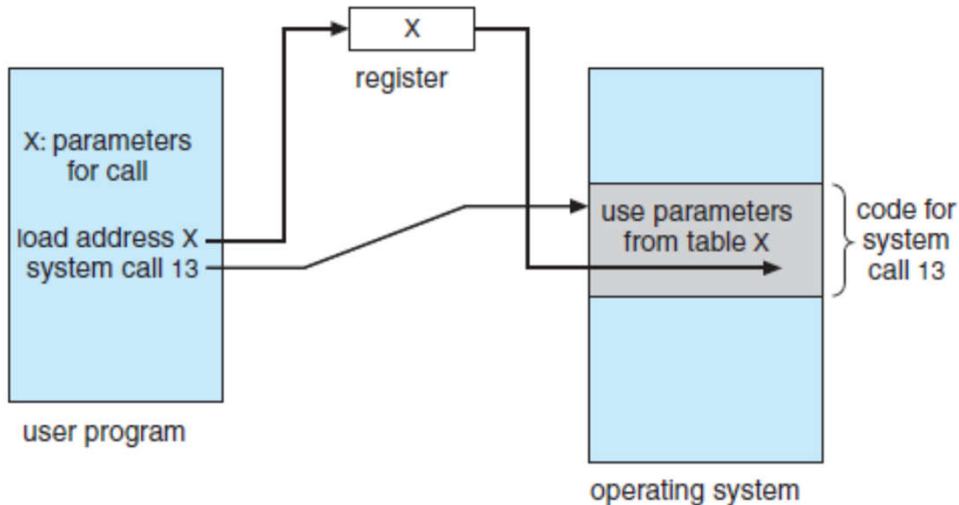 X
register
X: parameters
for call
load address X
system call 13
use parameters
from table X
code for
system
call 13
user program
operating system